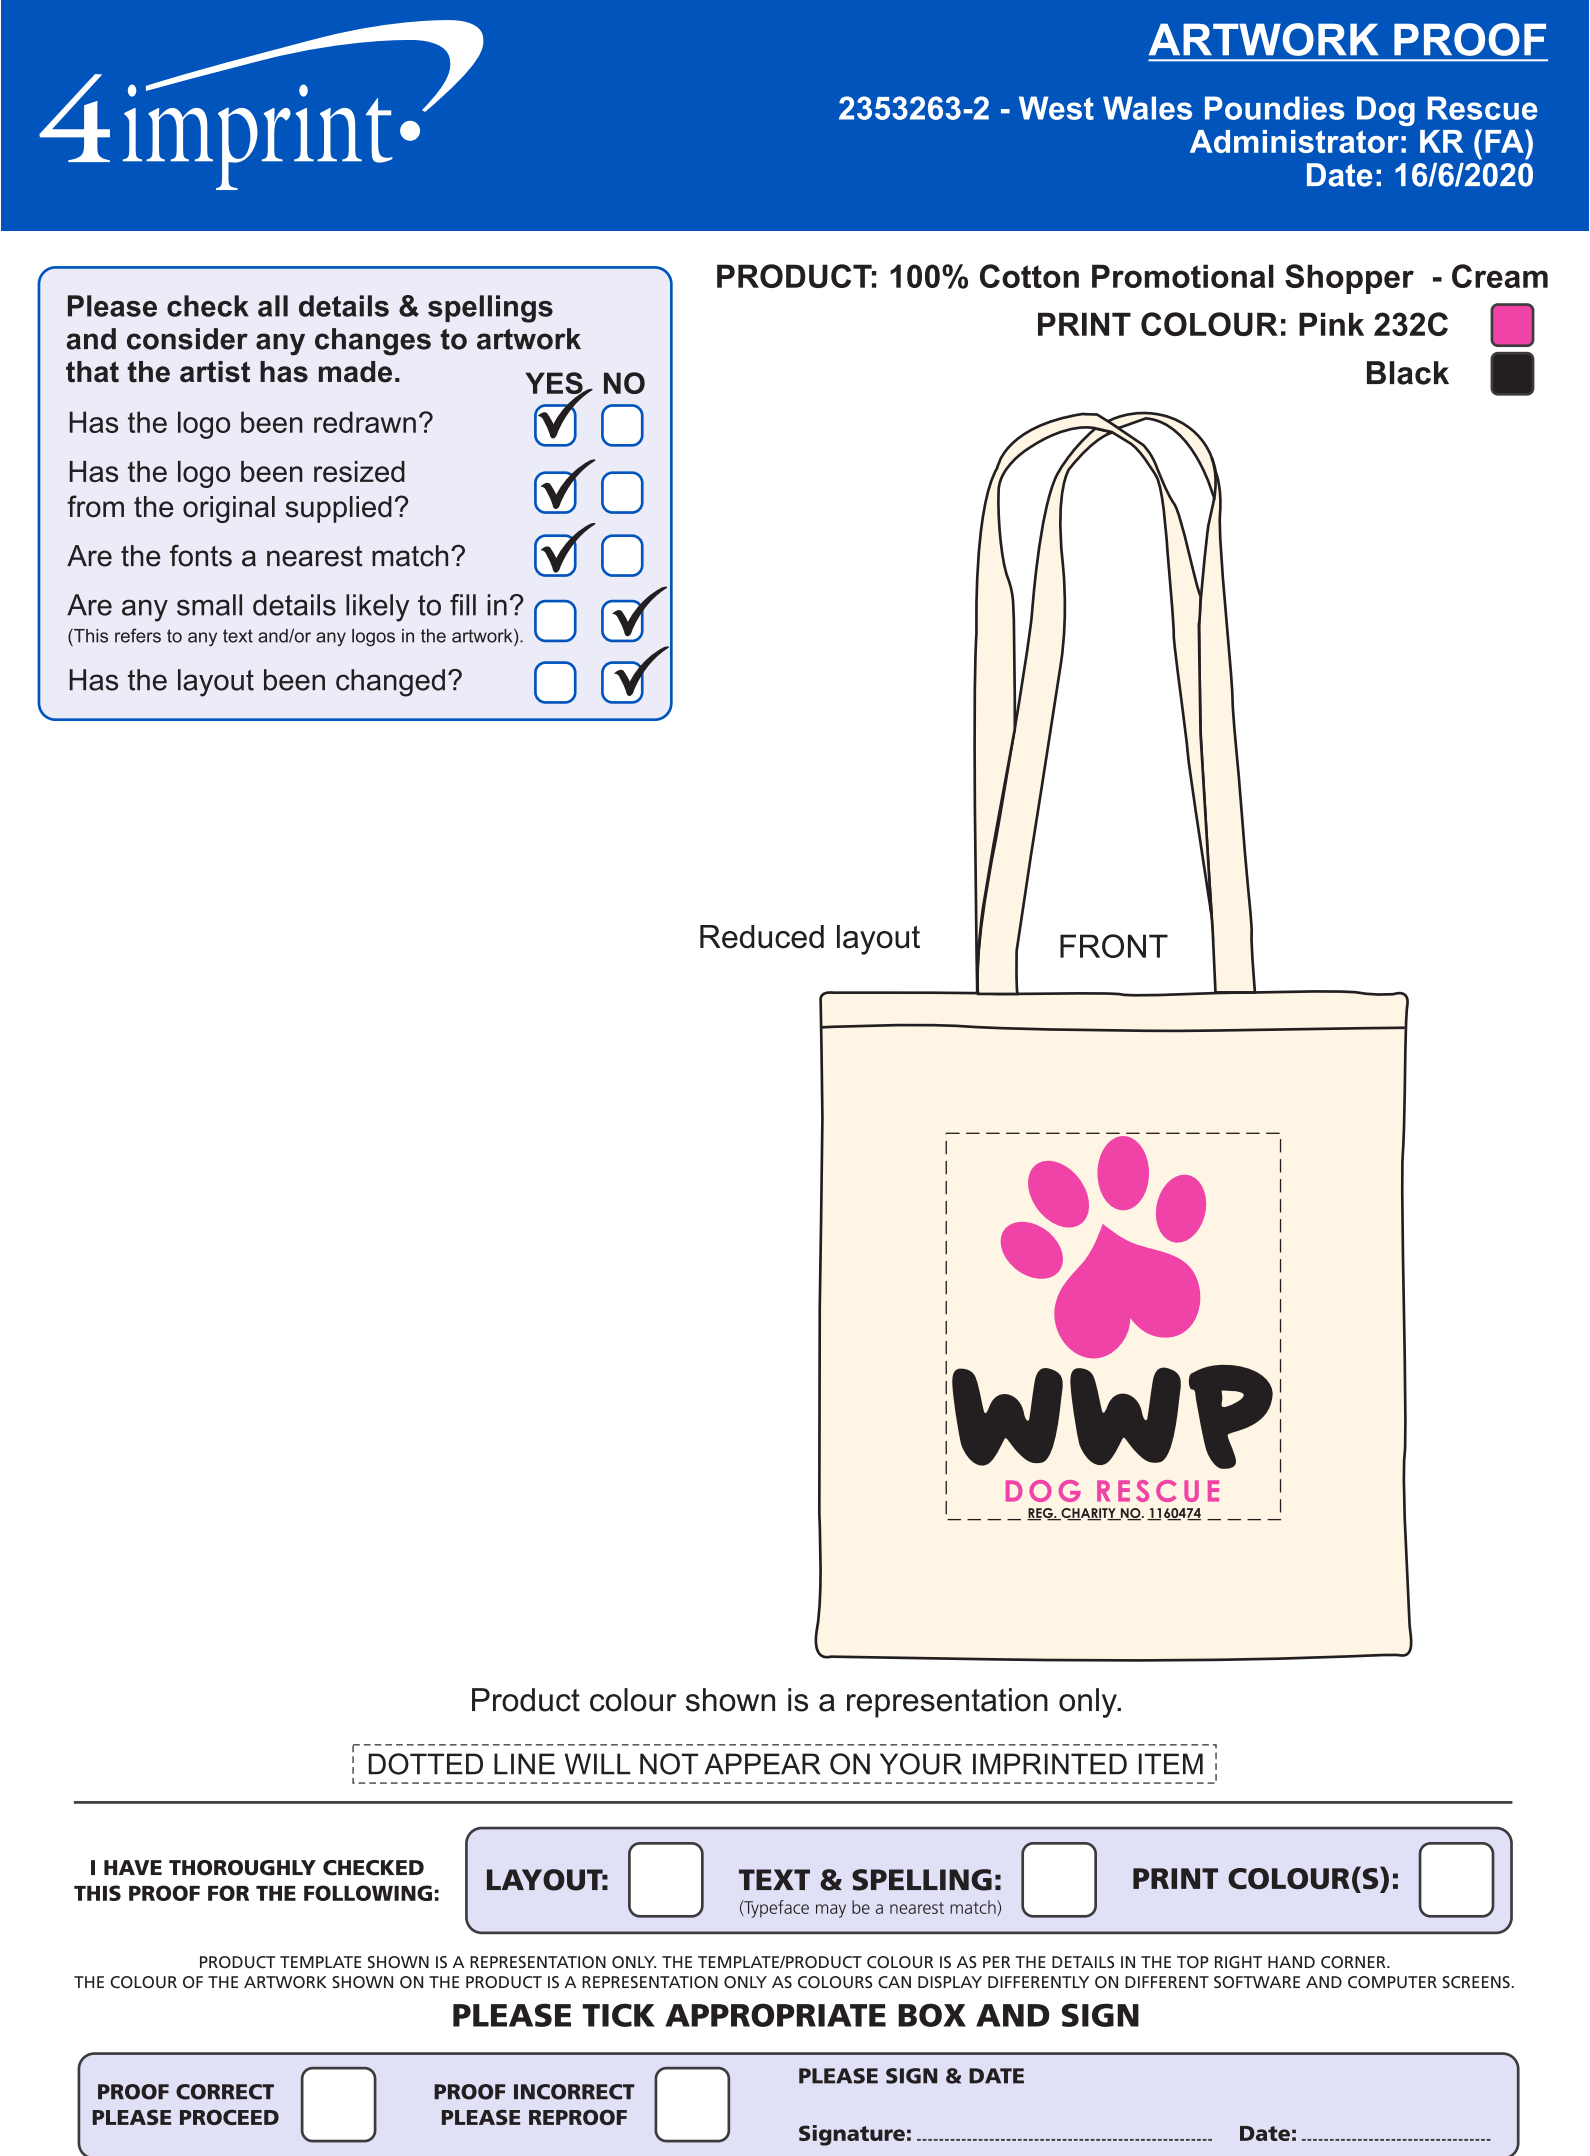 4imprint
ARTWORK PROOF
2353263-2 - West Wales Poundies Dog Rescue
Administrator: KR (FA)
Date: 16/6/2020
Please check all details & spellings
and consider any changes to artwork
that the artist has made.
YES NO
Has the logo been redrawn?
Has the logo been resized
from the original supplied?
Are the fonts a nearest match?
Are any small details likely to fill in?
(This refers to any text and/or any logos in the artwork).
Has the layout been changed?
PRODUCT: 100% Cotton Promotional Shopper - Cream
PRINT COLOUR: Pink 232C
Black
Reduced layout
FRONT
WWP
DOG RESCUE
REG. CHARITY NO. 1160474
Product colour shown is a representation only.
DOTTED LINE WILL NOT APPEAR ON YOUR IMPRINTED ITEM
I HAVE THOROUGHLY CHECKED
THIS PROOF FOR THE FOLLOWING:
LAYOUT:
TEXT & SPELLING:
(Typeface may be a nearest match)
PRINT COLOUR(S):
PRODUCT TEMPLATE SHOWN IS A REPRESENTATION ONLY. THE TEMPLATE/PRODUCT COLOUR IS AS PER THE DETAILS IN THE TOP RIGHT HAND CORNER.
THE COLOUR OF THE ARTWORK SHOWN ON THE PRODUCT IS A REPRESENTATION ONLY AS COLOURS CAN DISPLAY DIFFERENTLY ON DIFFERENT SOFTWARE AND COMPUTER SCREENS.
PLEASE TICK APPROPRIATE BOX AND SIGN
PROOF CORRECT
PLEASE PROCEED
PROOF INCORRECT
PLEASE REPROOF
PLEASE SIGN & DATE
Signature:
Date: